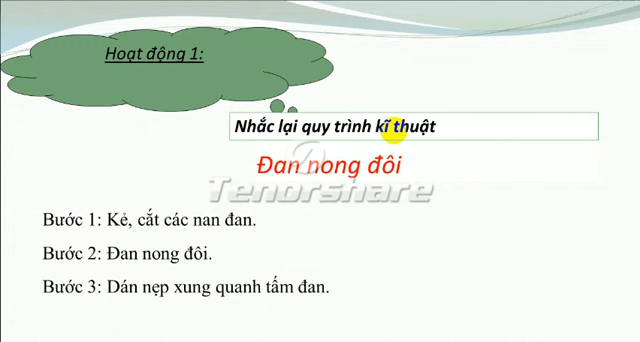 Hoạt động 1:
Nhắc lại quy trình kĩ thuật
Đan nong đôi
Tenorshare
Bước 1: Kẻ, cắt các nan đan.
Bước 2: Đan nong đôi.
Bước 3: Dán nẹp xung quanh tấm đan.